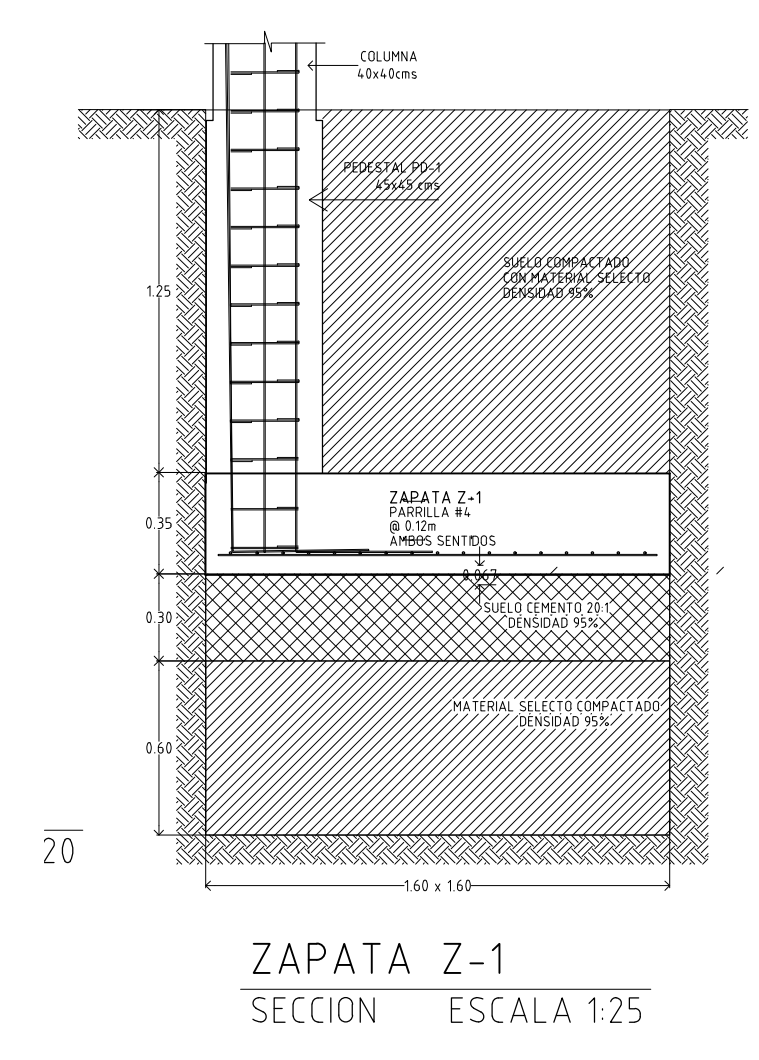 COLUMNA
40x40cms
PEDESTAL PD-1
45x45 cms
SUELO COMPACTADO
CON MATERIAL SELECTO
DENSIDAD 95%
1.25
ZAPATA Z-1
PARRILLA #4
@ 0.12m
AMBOS SENTIDOS
0.35
0.067
SUELO CEMENTO 20:1
DENSIDAD 95%
0.30
MATERIAL SELECTO COMPACTADO
DENSIDAD 95%
0.60
20
1.60 x 1.60
ZAPATA Z-1
SECCION ESCALA 1:25